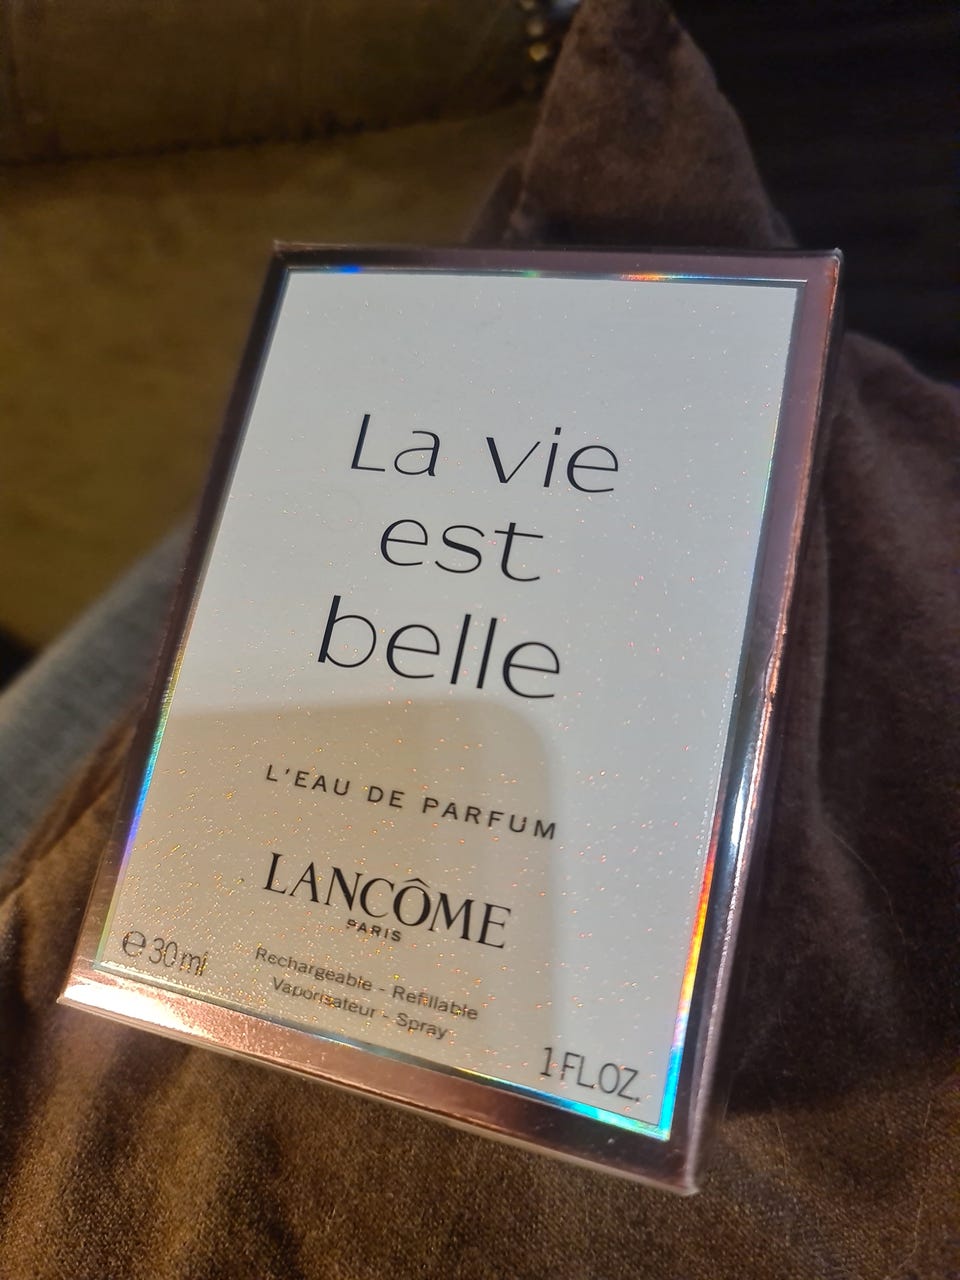 La vie
est
belle
L'EAU DE PARFUM
LANCÔME
PARIS
℮ 30 ml
Rechargeable - Refillable
Vaporisateur - Spray
1 FL.OZ.